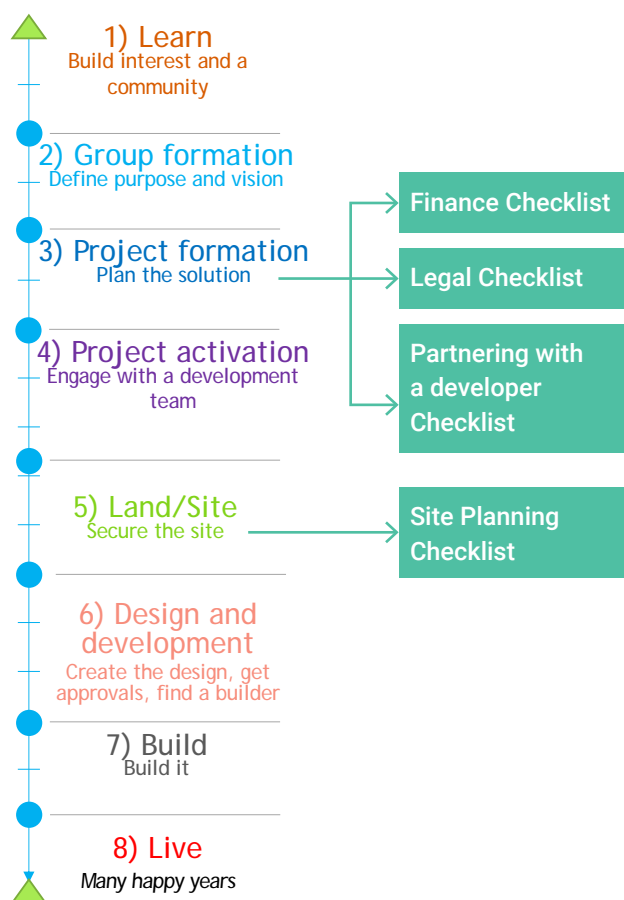 1) Learn
Build interest and a
community
2) Group formation
Define purpose and vision
3) Project formation
Plan the solution
4) Project activation
Engage with a development
team
5) Land/Site
Secure the site
6) Design and
development
Create the design, get
approvals, find a builder
7) Build
Build it
8) Live
Many happy years
Finance Checklist
Legal Checklist
Partnering with
a developer
Checklist
Site Planning
Checklist